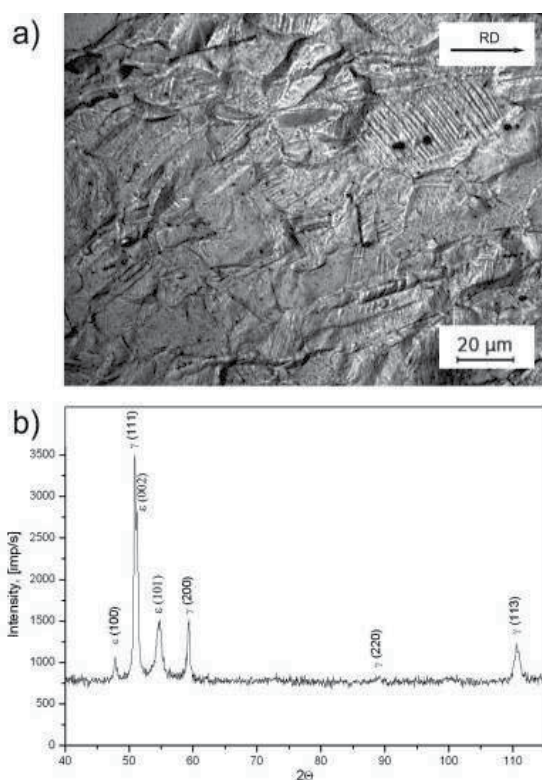 a)
RD
20 µm
b)
γ (111)
ε (002)
ε (100)
ε (101)
γ (200)
γ (220)
γ (113)
Intensity, [imp/s]
3500
3000
2500
2000
1500
1000
500
0
40 50 60 70 80 90 100 110
2Θ